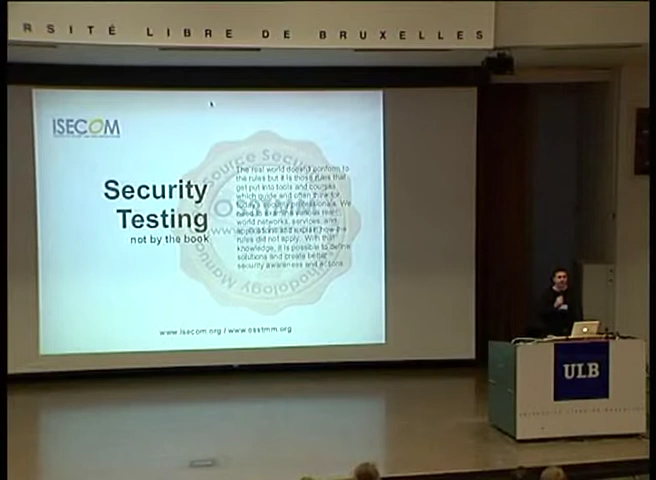 RSITÉ LIBRE DE BRUXELLES
ISECOM
Security
Testing
not by the book
The real world doesn't conform to
the rules but it is those rules that
get put into tools and courses
which guide and often think for
today's security professionals. We
need to examine various real
world networks, services, and
applications and explain how the
rules did not apply. With that
knowledge, it is possible to define
solutions and create better
security awareness and actions.
www.isecom.org / www.osstmm.org
ULB